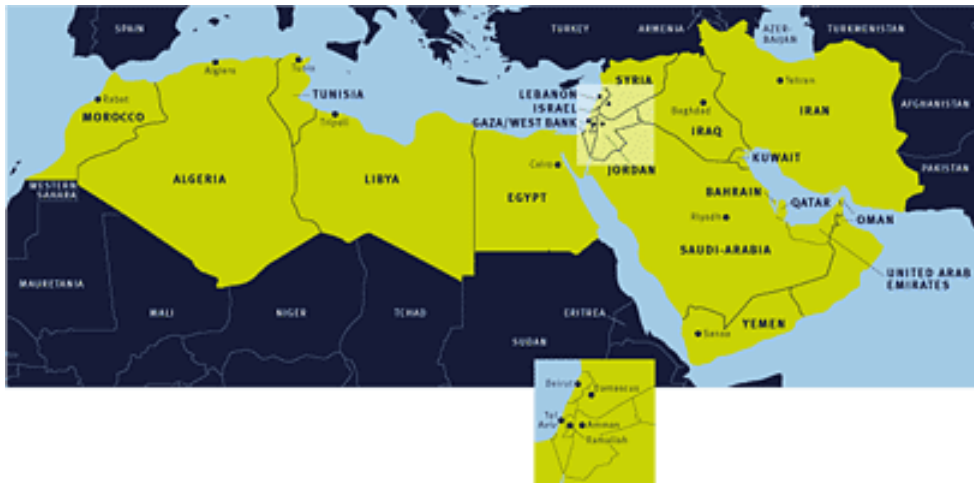 SPAIN
TURKEY
ARMENIA
AZER-
BAIJAN
TURKMENISTAN
Algiers
Tunis
SYRIA
Tehran
Rabat
TUNISIA
LEBANON
ISRAEL
GAZA/WEST BANK
Baghdad
IRAN
AFGHANISTAN
MOROCCO
Tripoli
IRAQ
KUWAIT
PAKISTAN
Cairo
JORDAN
WESTERN
SAHARA
ALGERIA
LIBYA
EGYPT
BAHRAIN
QATAR
OMAN
Riyadh
SAUDI-ARABIA
UNITED ARAB
EMIRATES
MAURETANIA
MALI
NIGER
TCHAD
ERITREA
YEMEN
Sanaa
SUDAN
Beirut
Damascus
Tel
Aviv
Amman
Ramallah